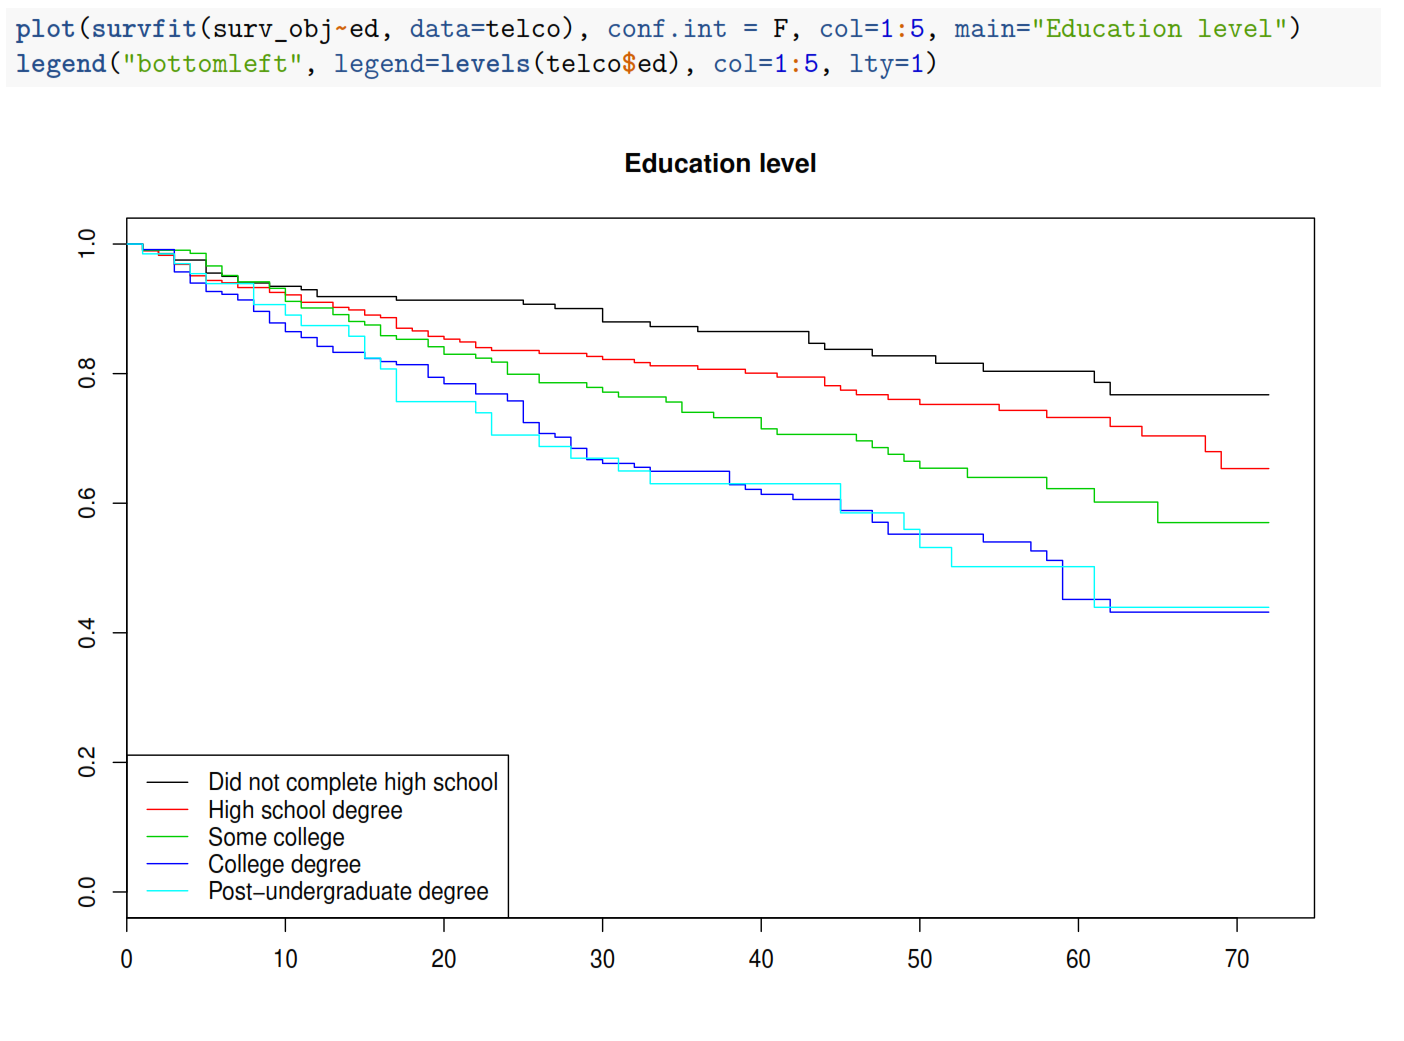 plot(survfit(surv_obj~ed, data=telco), conf.int = F, col=1:5, main="Education level")
legend("bottomleft", legend=levels(telco$ed), col=1:5, lty=1)
Education level
1.0
0.8
0.6
0.4
0.2
0.0
Did not complete high school
High school degree
Some college
College degree
Post−undergraduate degree
0 10 20 30 40 50 60 70